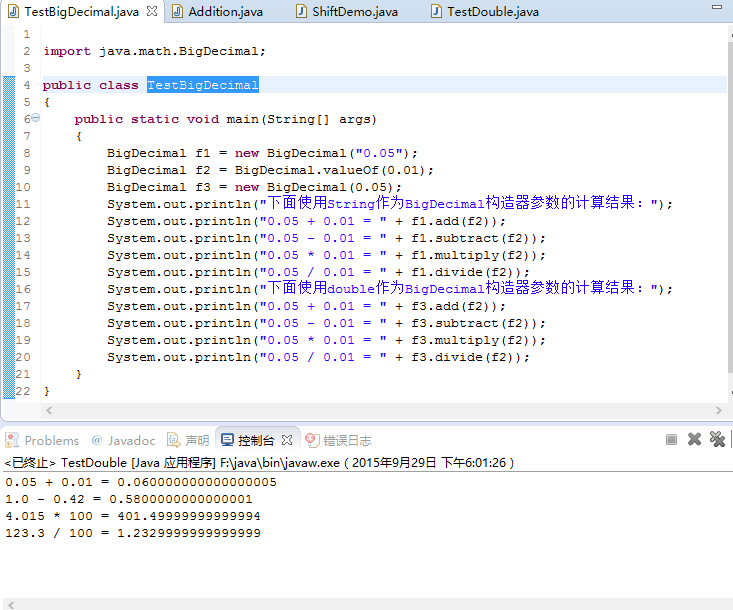 TestBigDecimal.java Addition.java ShiftDemo.java TestDouble.java
1
2 import java.math.BigDecimal;
3
4 public class TestBigDecimal
5 {
6 public static void main(String[] args)
7 {
8 BigDecimal f1 = new BigDecimal("0.05");
9 BigDecimal f2 = BigDecimal.valueOf(0.01);
10 BigDecimal f3 = new BigDecimal(0.05);
11 System.out.println("下面使用String作为BigDecimal构造器参数的计算结果：");
12 System.out.println("0.05 + 0.01 = " + f1.add(f2));
13 System.out.println("0.05 - 0.01 = " + f1.subtract(f2));
14 System.out.println("0.05 * 0.01 = " + f1.multiply(f2));
15 System.out.println("0.05 / 0.01 = " + f1.divide(f2));
16 System.out.println("下面使用double作为BigDecimal构造器参数的计算结果：");
17 System.out.println("0.05 + 0.01 = " + f3.add(f2));
18 System.out.println("0.05 - 0.01 = " + f3.subtract(f2));
19 System.out.println("0.05 * 0.01 = " + f3.multiply(f2));
20 System.out.println("0.05 / 0.01 = " + f3.divide(f2));
21 }
22 }
Problems @ Javadoc 声明 控制台 错误日志
<已终止> TestDouble [Java 应用程序] F:\java\bin\javaw.exe（2015年9月29日 下午6:01:26）
0.05 + 0.01 = 0.060000000000000005
1.0 - 0.42 = 0.5800000000000001
4.015 * 100 = 401.49999999999994
123.3 / 100 = 1.2329999999999999